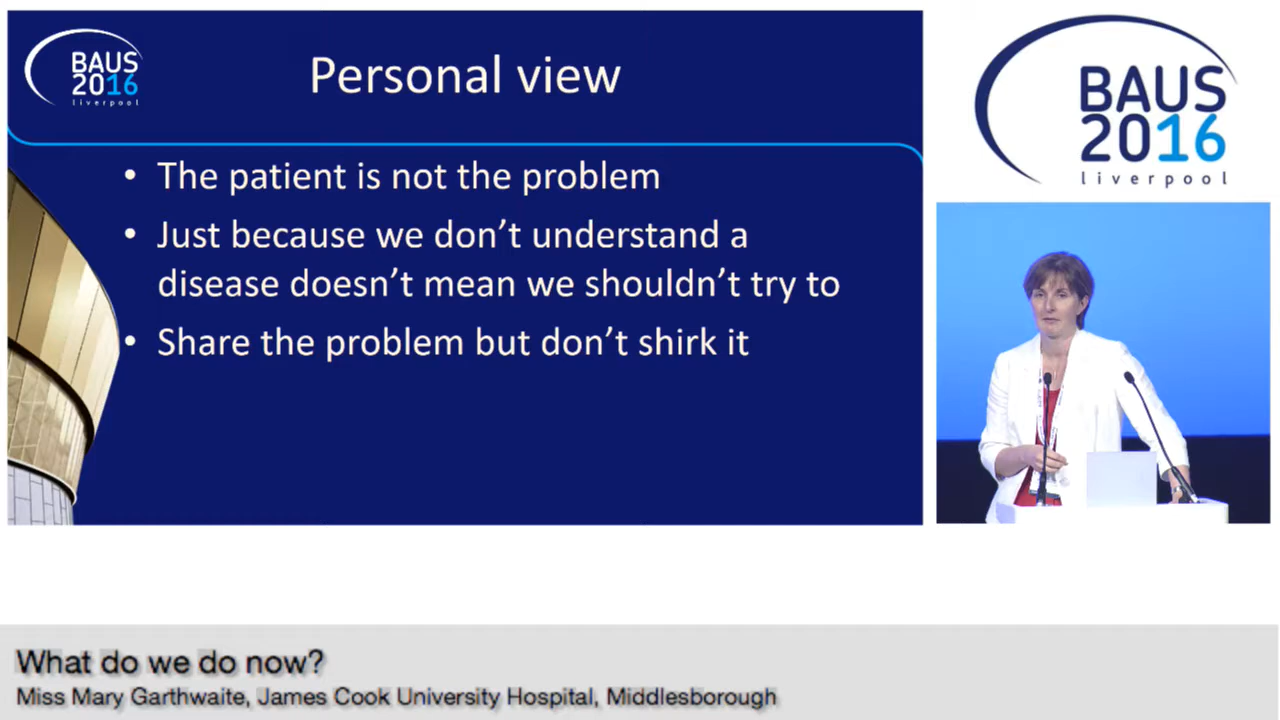 BAUS
2016
liverpool
Personal view
• The patient is not the problem
• Just because we don’t understand a
disease doesn’t mean we shouldn’t try to
• Share the problem but don’t shirk it
BAUS
2016
liverpool
What do we do now?
Miss Mary Garthwaite, James Cook University Hospital, Middlesborough